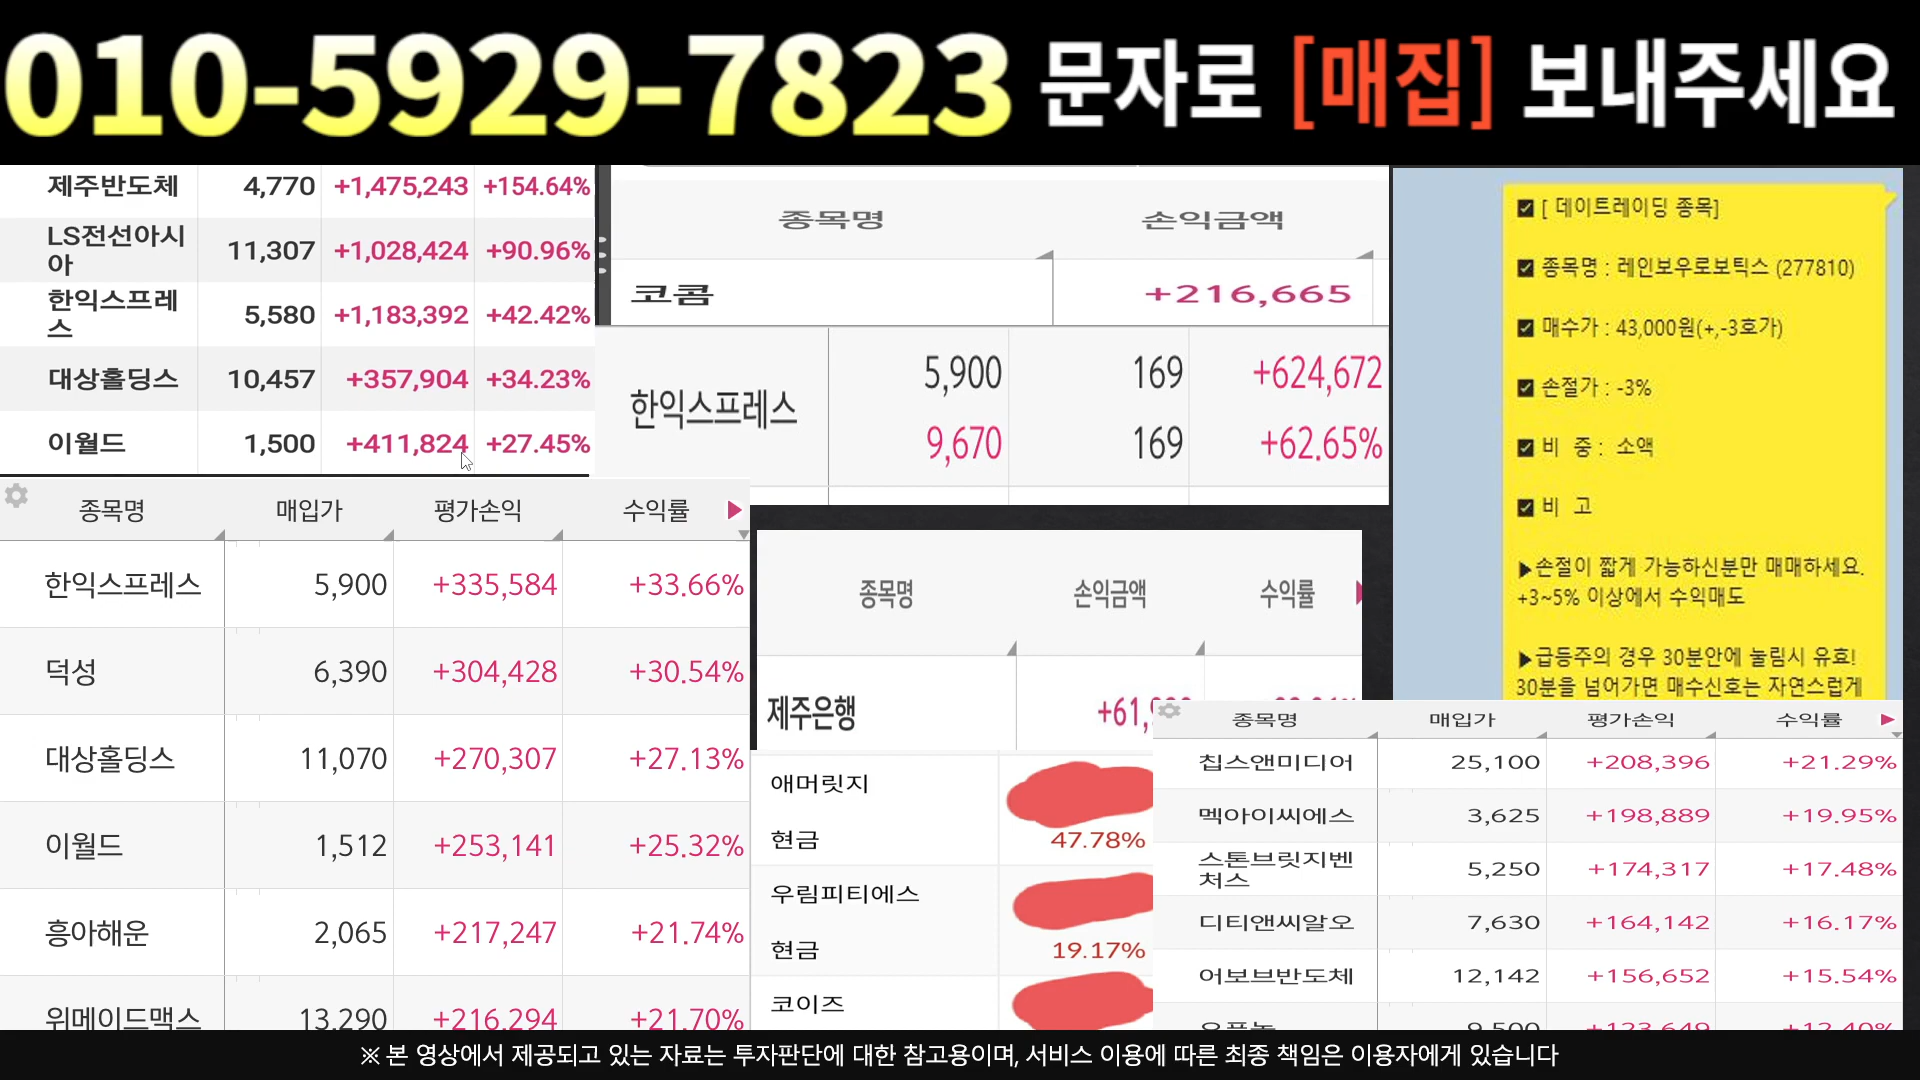 010-5929-7823 문자로 [매집] 보내주세요
제주반도체 4,770 +1,475,243 +154.64%
LS전선아시
아 11,307 +1,028,424 +90.96%
한익스프레
스 5,580 +1,183,392 +42.42%
대상홀딩스 10,457 +357,904 +34.23%
이월드 1,500 +411,824 +27.45%
종목명 손익금액
코콤 +216,665
한익스프레스
5,900 169 +624,672
9,670 169 +62.65%
☑ [ 데이트레이딩 종목]
☑ 종목명 : 레인보우로보틱스 (277810)
☑ 매수가 : 43,000원(+,-3호가)
☑ 손절가 : -3%
☑ 비 중 : 소액
☑ 비 고
▶손절이 짧게 가능하신분만 매매하세요.
+3~5% 이상에서 수익매도
▶급등주의 경우 30분안에 눌림시 유효!
30분을 넘어가면 매수신호는 자연스럽게
종목명 매입가 평가손익 수익률
한익스프레스 5,900 +335,584 +33.66%
덕성 6,390 +304,428 +30.54%
대상홀딩스 11,070 +270,307 +27.13%
이월드 1,512 +253,141 +25.32%
흥아해운 2,065 +217,247 +21.74%
위메이드맥스 13,290 +216,294 +21.70%
종목명 손익금액 수익률
제주은행 +61,
애머릿지
현금 47.78%
우림피티에스
현금 19.17%
코이즈
종목명 매입가 평가손익 수익률
칩스앤미디어 25,100 +208,396 +21.29%
멕아이씨에스 3,625 +198,889 +19.95%
스톤브릿지벤
처스 5,250 +174,317 +17.48%
디티앤씨알오 7,630 +164,142 +16.17%
어보브반도체 12,142 +156,652 +15.54%
※ 본 영상에서 제공되고 있는 자료는 투자판단에 대한 참고용이며, 서비스 이용에 따른 최종 책임은 이용자에게 있습니다